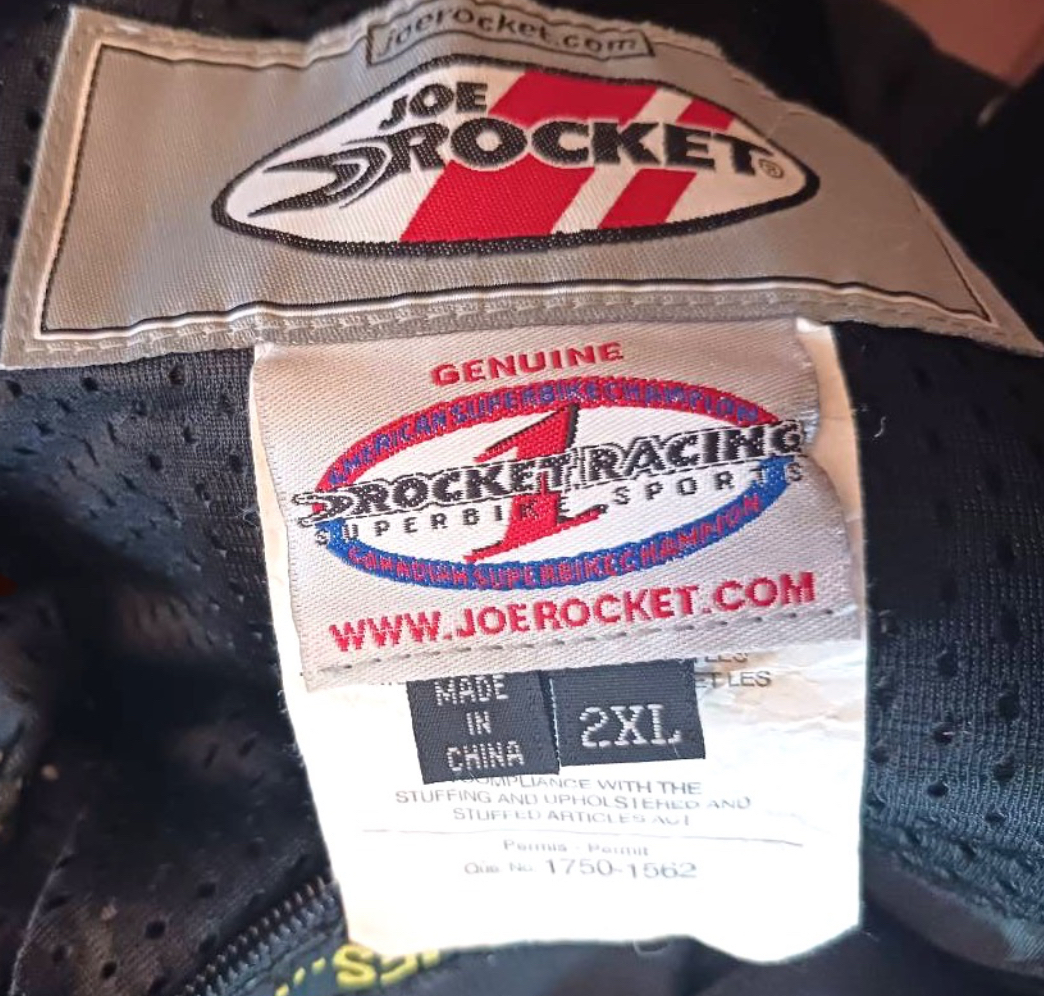 joerocket.com
JOE
ROCKET®
GENUINE
AMERICAN SUPERBIKE CHAMPION
1
ROCKET RACING
SUPERBIKE SPORTS
CANADIAN SUPERBIKE CHAMPION
WWW.JOEROCKET.COM
MADE
IN
CHINA
2XL
COMPLIANCE WITH THE
STUFFING AND UPHOLSTERED AND
STUFFED ARTICLES ACT
Permis - Permit
Que. No. 1750-1562